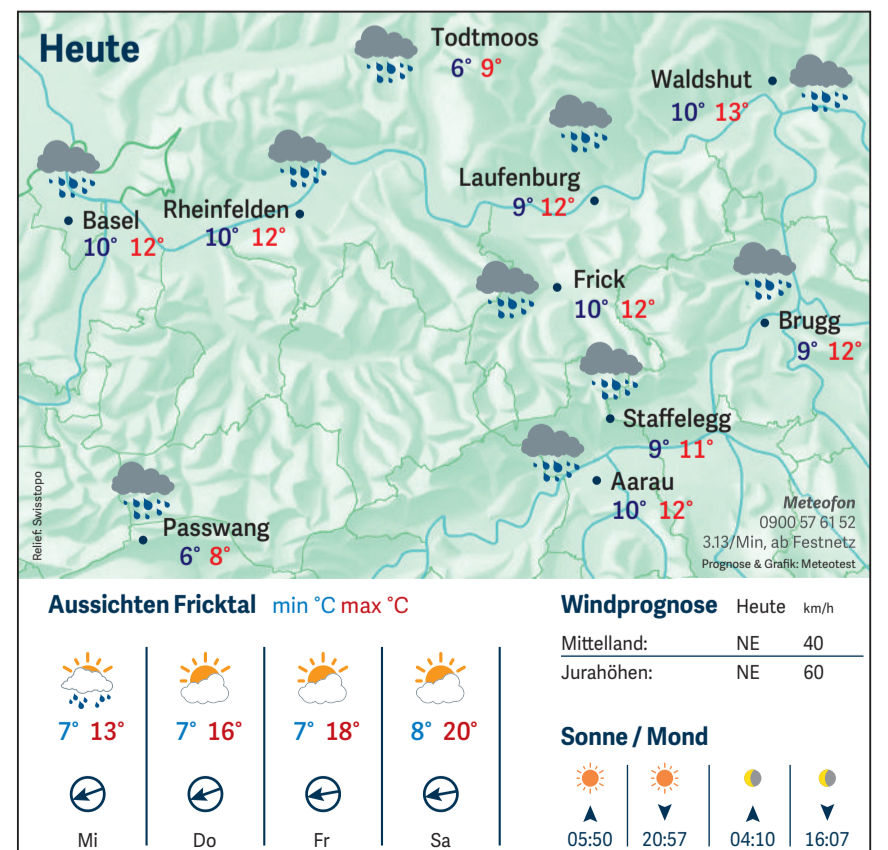 Heute
Todtmoos
6° 9°
Waldshut
10° 13°
Laufenburg
9° 12°
Basel
10° 12°
Rheinfelden
10° 12°
Frick
10° 12°
Brugg
9° 12°
Staffelegg
9° 11°
Aarau
10° 12°
Passwang
6° 8°
Relief: Swisstopo
Meteofon
0900 57 61 52
3.13/Min, ab Festnetz
Prognose & Grafik: Meteotest
Aussichten Fricktal min °C max °C
7° 13°
Mi
7° 16°
Do
7° 18°
Fr
8° 20°
Sa
Windprognose Heute km/h
Mittelland: NE 40
Jurahöhen: NE 60
Sonne / Mond
05:50 20:57 04:10 16:07